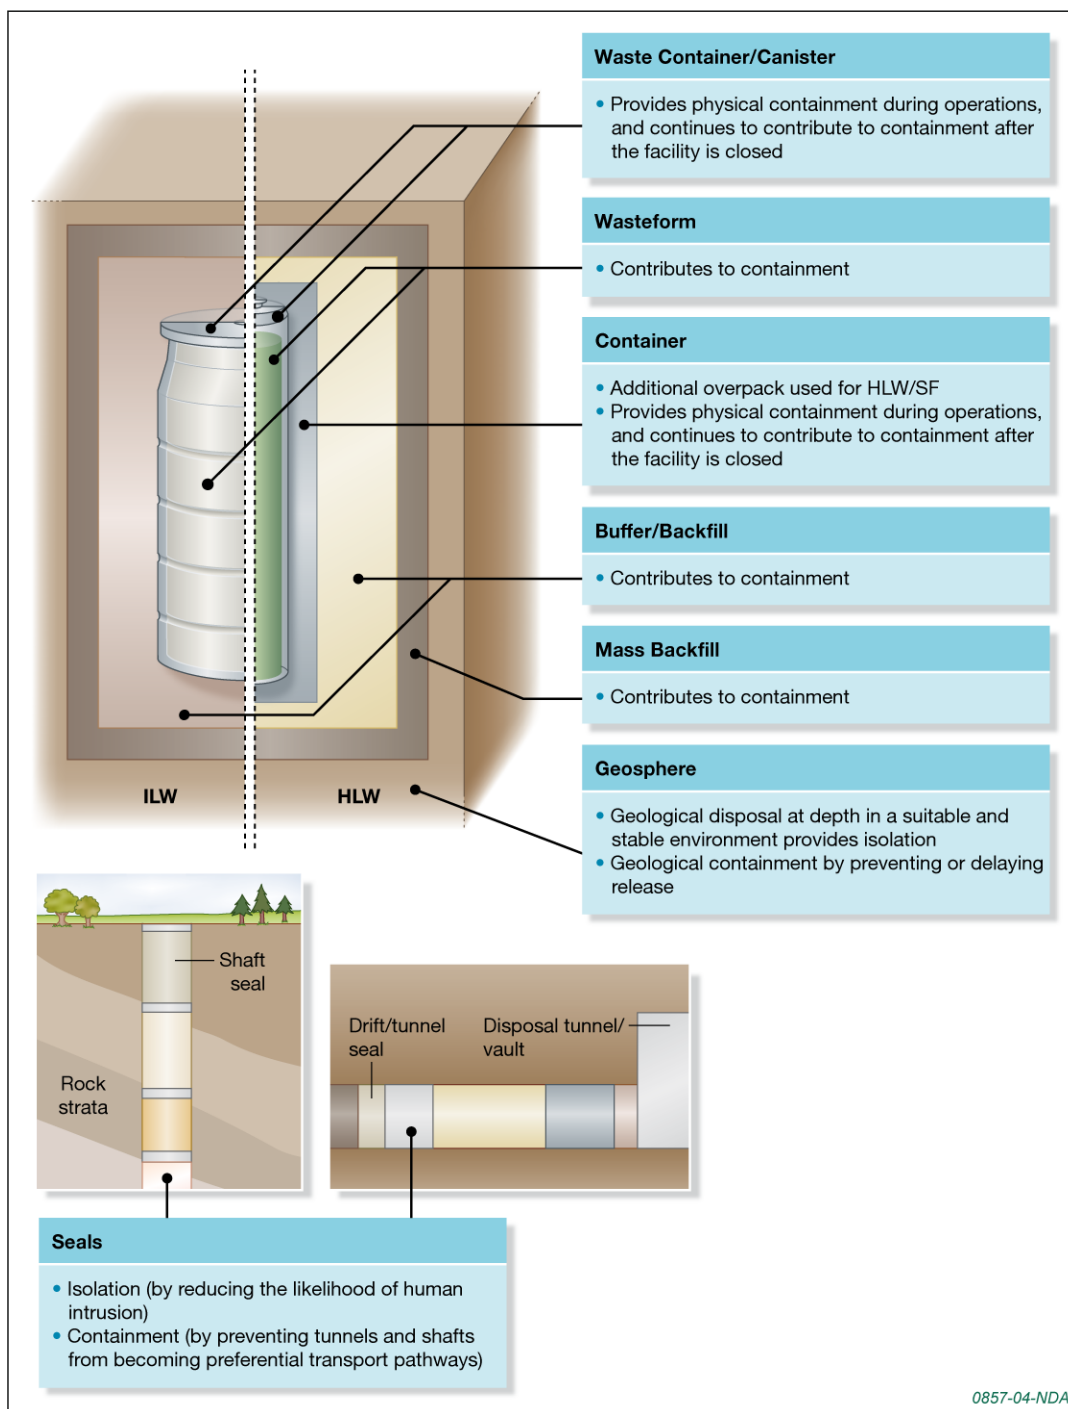 Waste Container/Canister
• Provides physical containment during operations,
and continues to contribute to containment after
the facility is closed
Wasteform
• Contributes to containment
Container
• Additional overpack used for HLW/SF
• Provides physical containment during operations,
and continues to contribute to containment after
the facility is closed
Buffer/Backfill
• Contributes to containment
Mass Backfill
• Contributes to containment
ILW
HLW
Geosphere
• Geological disposal at depth in a suitable and
stable environment provides isolation
• Geological containment by preventing or delaying
release
Shaft
seal
Rock
strata
Drift/tunnel
seal
Disposal tunnel/
vault
Seals
• Isolation (by reducing the likelihood of human
intrusion)
• Containment (by preventing tunnels and shafts
from becoming preferential transport pathways)
0857-04-NDA